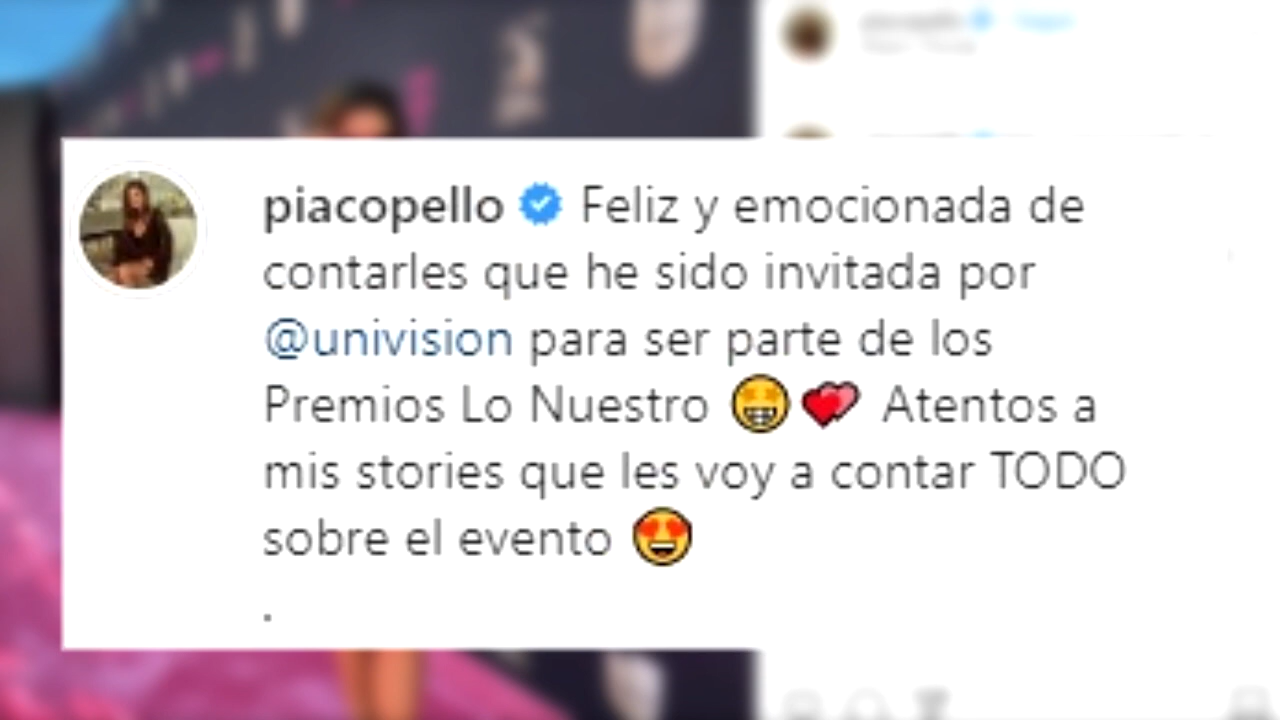 piacopello Feliz y emocionada de
contarles que he sido invitada por
@univision para ser parte de los
Premios Lo Nuestro 🤩💕 Atentos a
mis stories que les voy a contar TODO
sobre el evento 😍
.